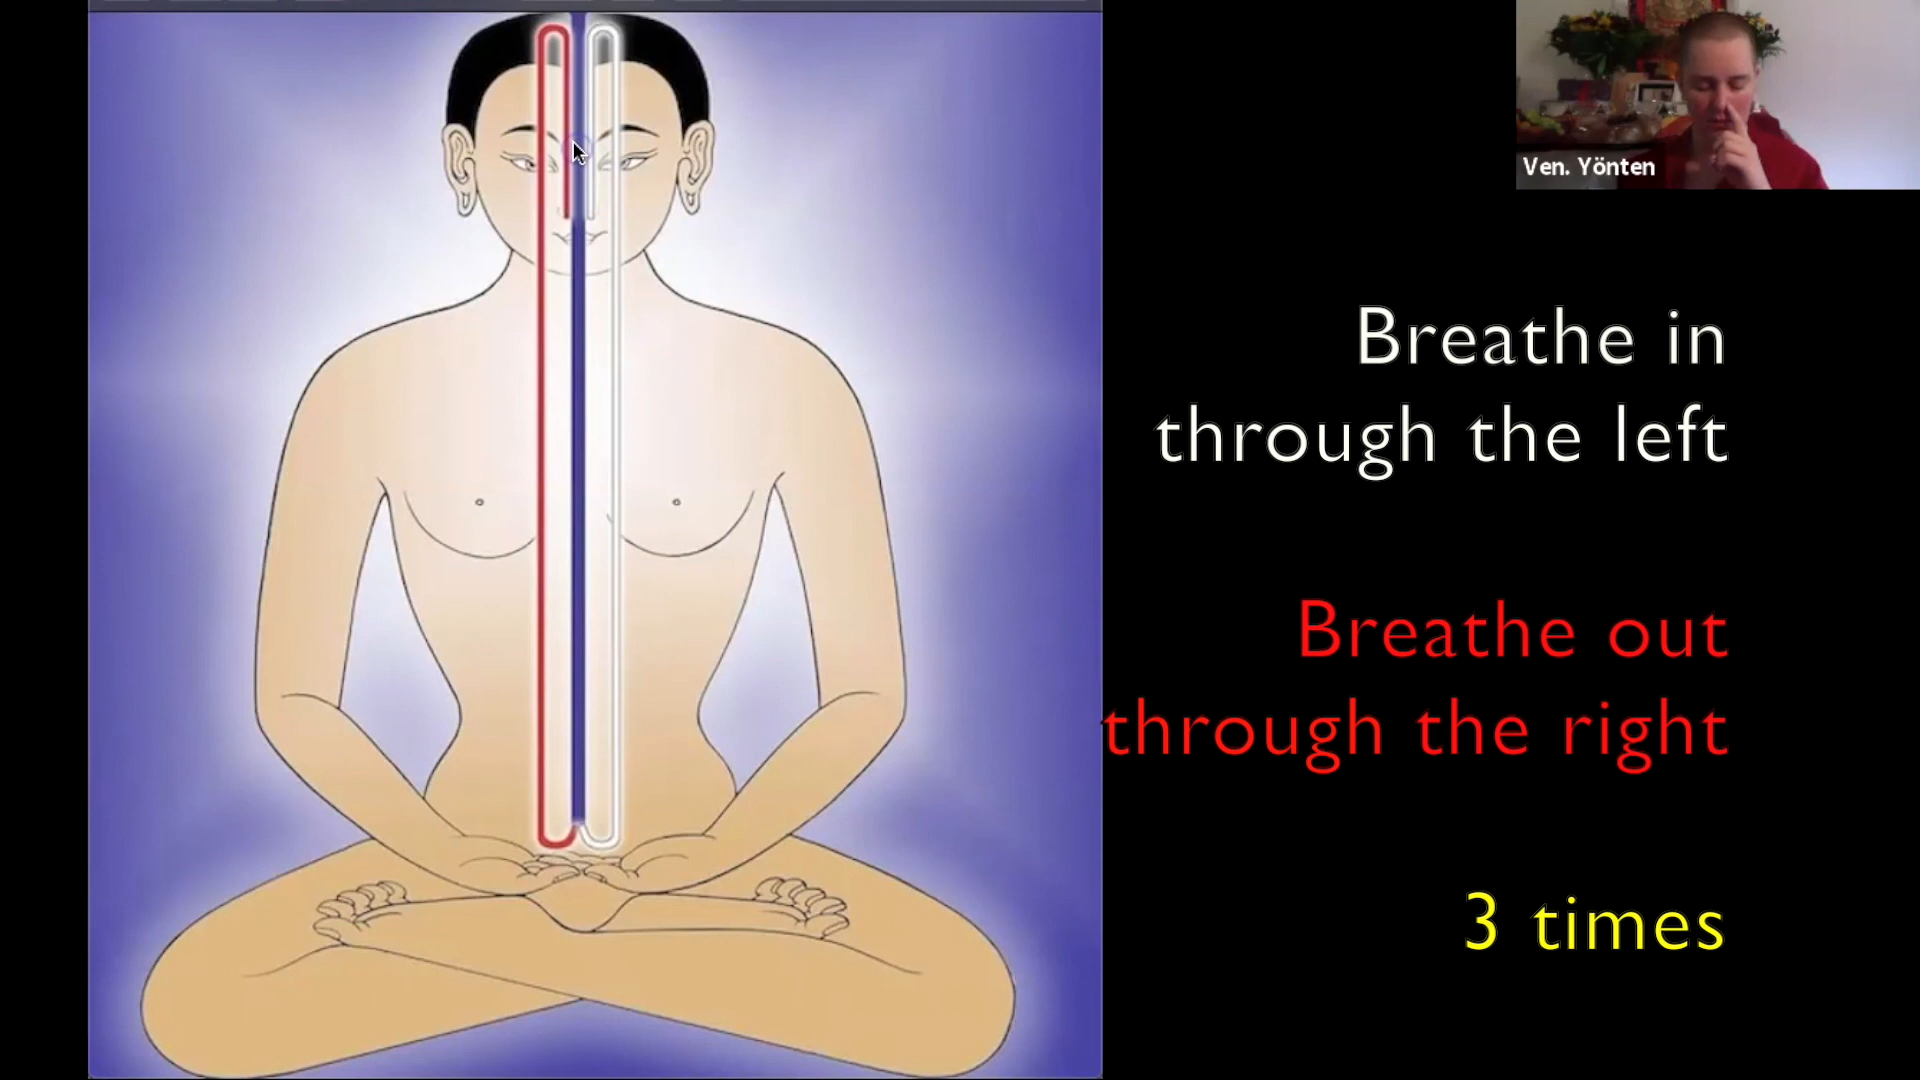 Ven. Yönten
Breathe in
through the left
Breathe out
through the right
3 times